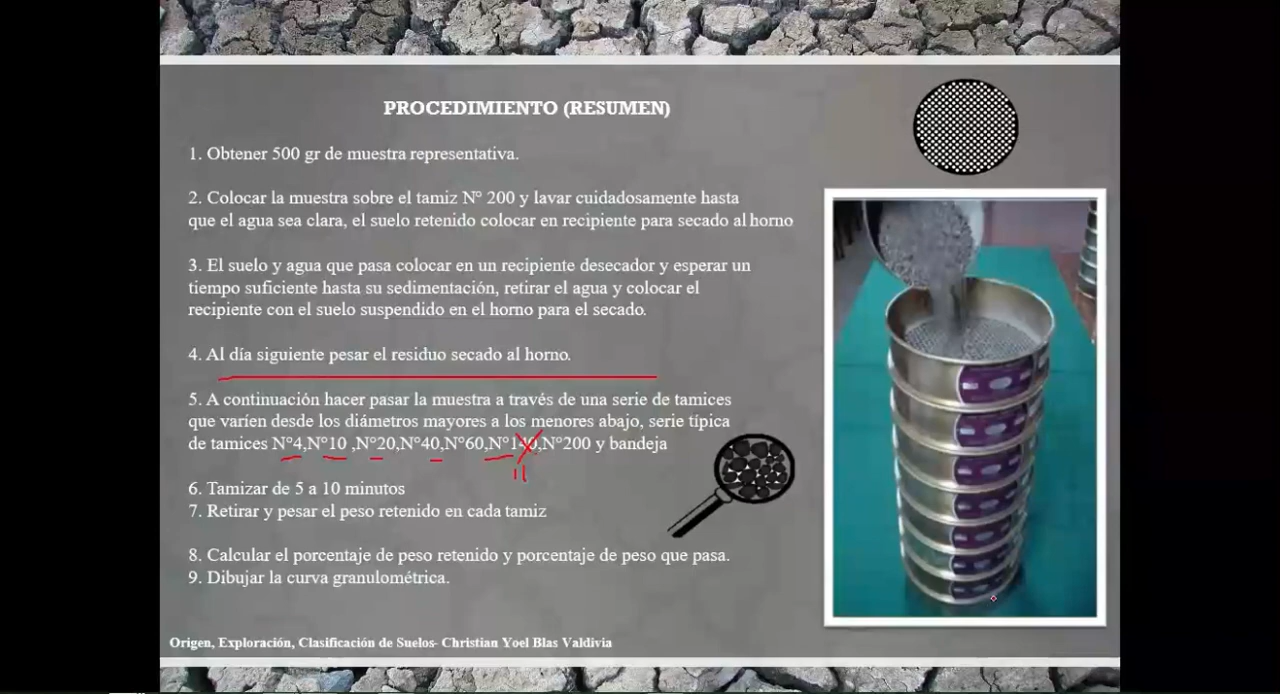 PROCEDIMIENTO (RESUMEN)
1. Obtener 500 gr de muestra representativa.
2. Colocar la muestra sobre el tamiz N° 200 y lavar cuidadosamente hasta
que el agua sea clara, el suelo retenido colocar en recipiente para secado al horno
3. El suelo y agua que pasa colocar en un recipiente desecador y esperar un
tiempo suficiente hasta su sedimentación, retirar el agua y colocar el
recipiente con el suelo suspendido en el horno para el secado.
4. Al día siguiente pesar el residuo secado al horno.
5. A continuación hacer pasar la muestra a través de una serie de tamices
que varíen desde los diámetros mayores a los menores abajo, serie típica
de tamices N°4,N°10 ,N°20,N°40,N°60,N°140,N°200 y bandeja
6. Tamizar de 5 a 10 minutos
7. Retirar y pesar el peso retenido en cada tamiz
8. Calcular el porcentaje de peso retenido y porcentaje de peso que pasa.
9. Dibujar la curva granulométrica.
Origen, Exploración, Clasificación de Suelos- Christian Yoel Blas Valdivia